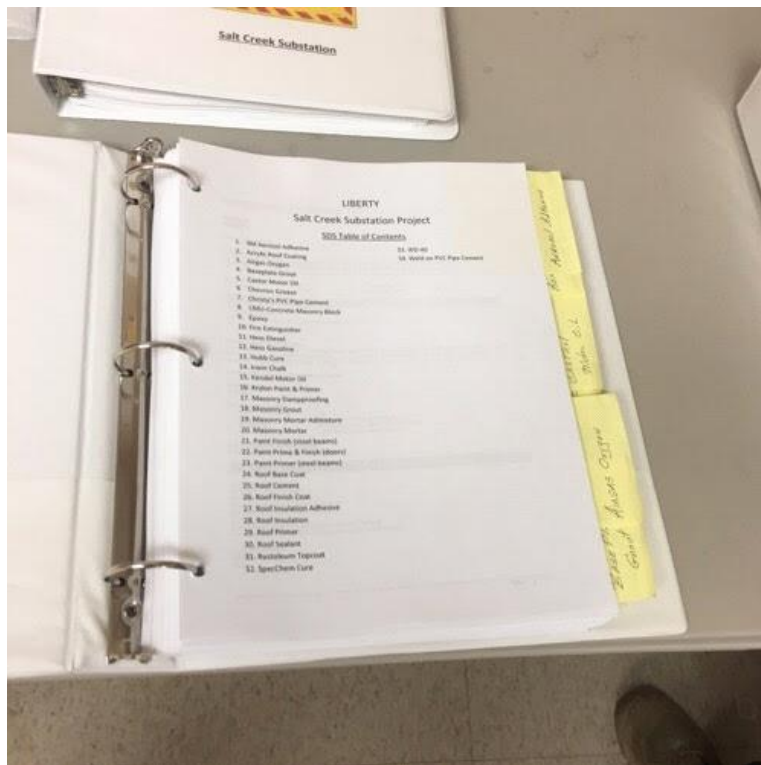 Salt Creek Substation
LIBERTY
Salt Creek Substation Project
SDS Table of Contents
1. 3M Aerosol Adhesive
2. Acrylic Roof Coating
3. Airgas Oxygen
4. Baseplate Grout
5. Castor Motor Oil
6. Chevron Grease
7. Christy's PVC Pipe Cement
8. CMU-Concrete Masonry Block
9. Epoxy
10. Fire Extinguisher
11. Hess Diesel
12. Hess Gasoline
13. Hubb Cure
14. Irwin Chalk
15. Kendel Motor Oil
16. Krylon Paint & Primer
17. Masonry Dampproofing
18. Masonry Grout
19. Masonry Mortar Admixture
20. Masonry Mortar
21. Paint Finish (steel beams)
22. Paint Prime & Finish (doors)
23. Paint Primer (steel beams)
24. Roof Base Coat
25. Roof Cement
26. Roof Finish Coat
27. Roof Insulation Adhesive
28. Roof Insulation
29. Roof Primer
30. Roof Sealant
31. Rustoleum Topcoat
32. SpecChem Cure
33. WD-40
34. Weld on PVC Pipe Cement
Aerosol Adhesive
Motor Oil
Airgas Oxygen
Grout